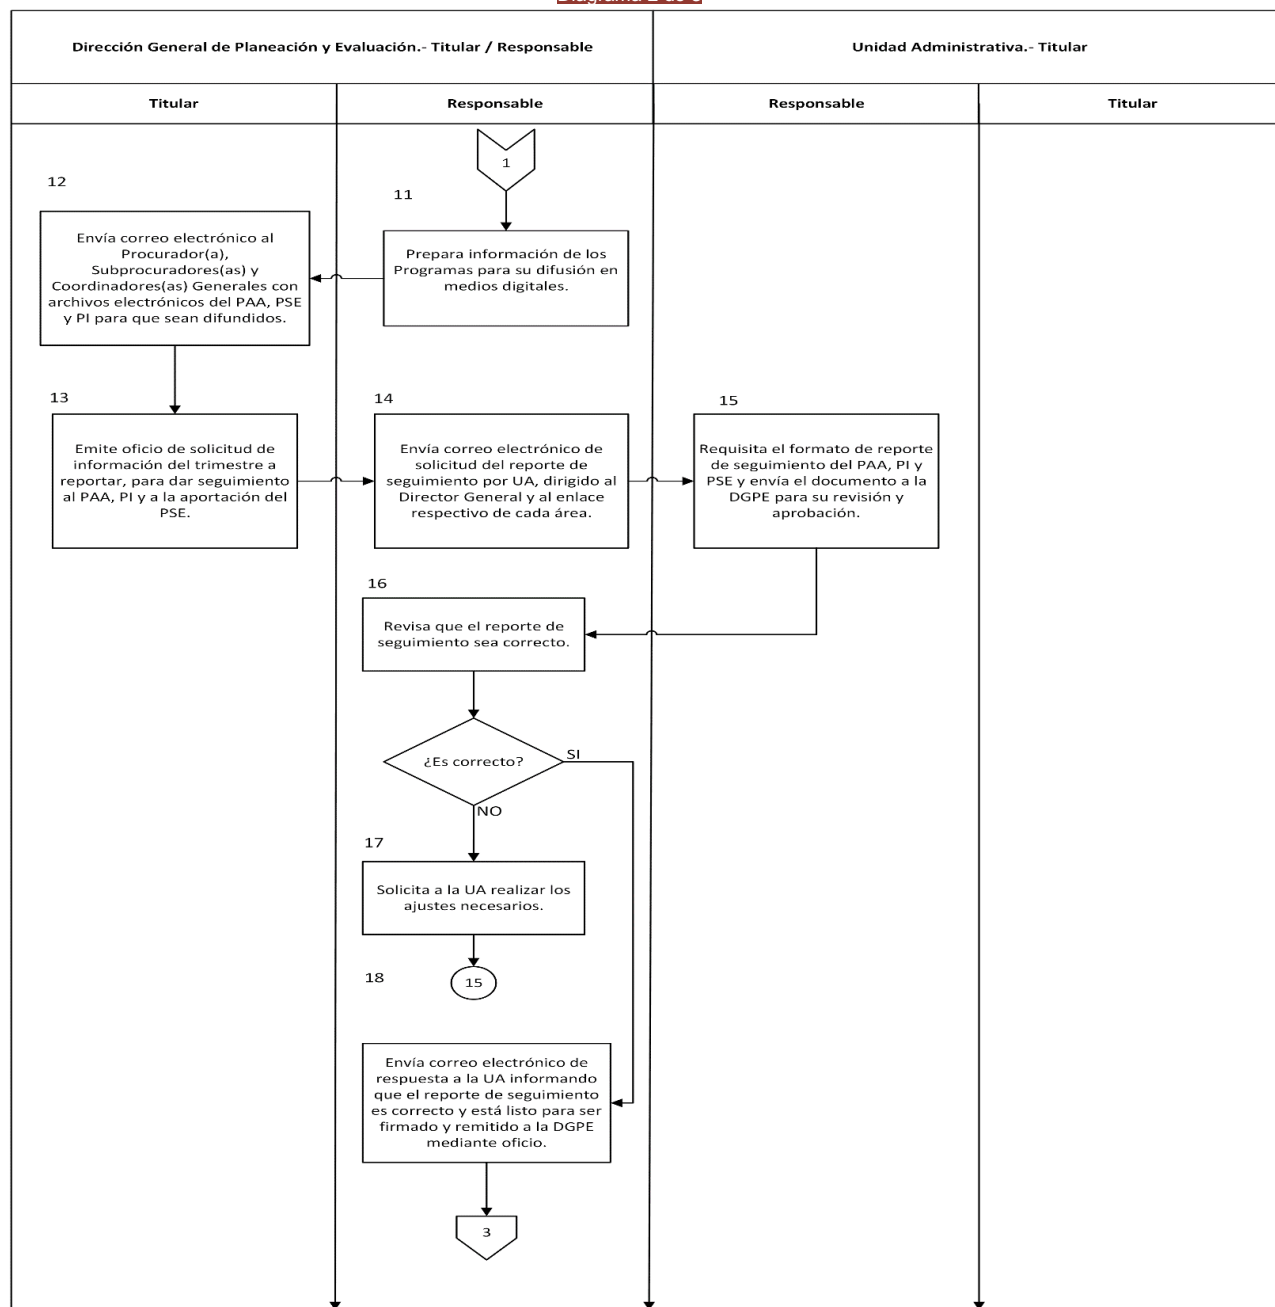 Dirección General de Planeación y Evaluación.- Titular / Responsable
Unidad Administrativa.- Titular
Titular
Responsable
Responsable
Titular
1
11
Prepara información de los
Programas para su difusión en
medios digitales.
12
Envía correo electrónico al
Procurador(a),
Subprocuradores(as) y
Coordinadores(as) Generales con
archivos electrónicos del PAA, PSE
y PI para que sean difundidos.
13
Emite oficio de solicitud de
información del trimestre a
reportar, para dar seguimiento
al PAA, PI y a la aportación del
PSE.
14
Envía correo electrónico de
solicitud del reporte de
seguimiento por UA, dirigido al
Director General y al enlace
respectivo de cada área.
15
Requisita el formato de reporte
de seguimiento del PAA, PI y
PSE y envía el documento a la
DGPE para su revisión y
aprobación.
16
Revisa que el reporte de
seguimiento sea correcto.
¿Es correcto?
SI
NO
17
Solicita a la UA realizar los
ajustes necesarios.
15
18
Envía correo electrónico de
respuesta a la UA informando
que el reporte de seguimiento
es correcto y está listo para ser
firmado y remitido a la DGPE
mediante oficio.
3